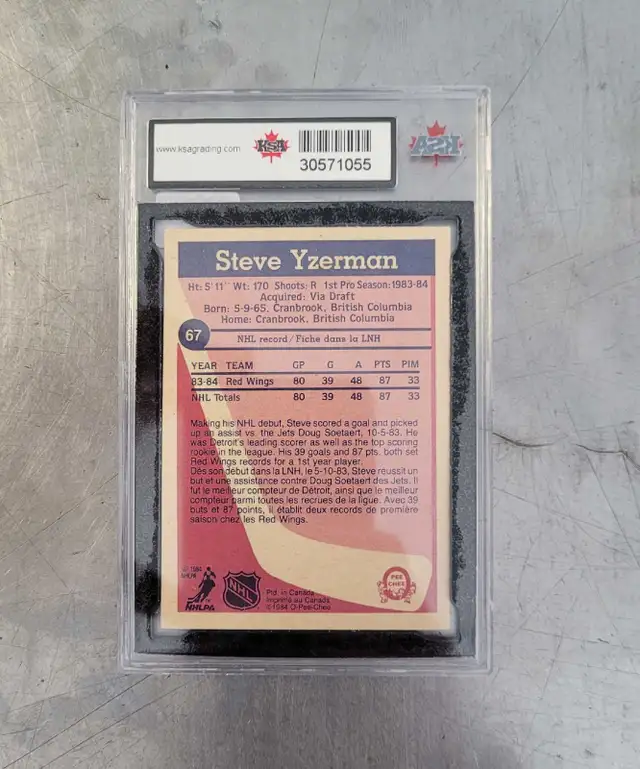 www.ksagrading.com
KSA
30571055
KSA
Steve Yzerman
Ht: 5' 11" Wt: 170 Shoots: R 1st Pro Season: 1983-84
Acquired: Via Draft
Born: 5-9-65, Cranbrook, British Columbia
Home: Cranbrook, British Columbia
67
NHL record/Fiche dans la LNH
YEAR TEAM GP G A PTS PIM
83-84 Red Wings 80 39 48 87 33
NHL Totals 80 39 48 87 33
Making his NHL debut, Steve scored a goal and picked
up an assist vs. the Jets Doug Soetaert, 10-5-83. He
was Detroit's leading scorer as well as the top scoring
rookie in the league. His 39 goals and 87 pts. both set
Red Wings records for a 1st year player.
Dès son début dans la LNH, le 5-10-83, Steve réussit un
but et une assistance contre Doug Soetaert des Jets. Il
fut le meilleur compteur de Détroit, ainsi que le meilleur
compteur parmi toutes les recrues de la ligue. Avec 39
buts et 87 points, il établit deux records de première
saison chez les Red Wings.
© 1984
NHLPA
NHLPA
NHL
Ptd. in Canada
Imprimé au Canada
©1984 O-Pee-Chee
O
PEE
CHEE